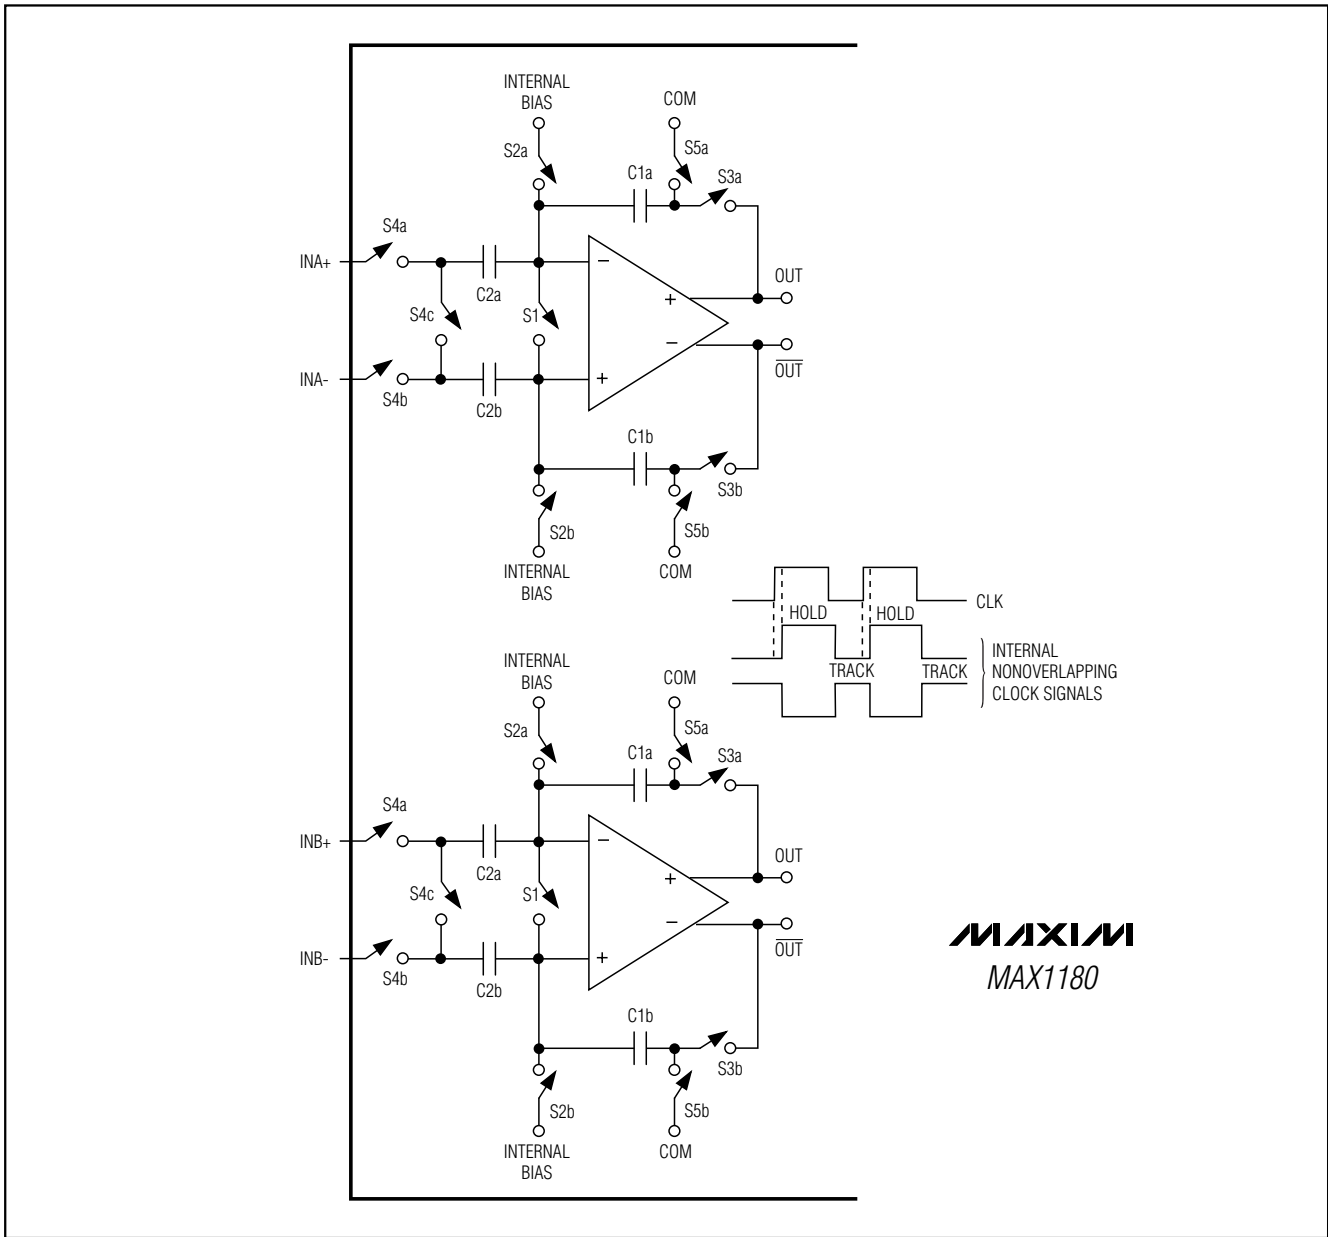 INTERNAL
BIAS
COM
S2a
S5a
C1a
S3a
S4a
INA+
−
C2a
OUT
+
S4c
S1
−
OUT
INA-
+
S4b
C2b
C1b
S3b
S2b
S5b
INTERNAL
BIAS
COM
CLK
HOLD
HOLD
TRACK
TRACK
INTERNAL
NONOVERLAPPING
CLOCK SIGNALS
INTERNAL
BIAS
COM
S2a
S5a
C1a
S3a
S4a
INB+
−
C2a
OUT
+
S4c
S1
−
OUT
INB-
+
S4b
C2b
C1b
S3b
S2b
S5b
INTERNAL
BIAS
COM
MAXIM
MAX1180